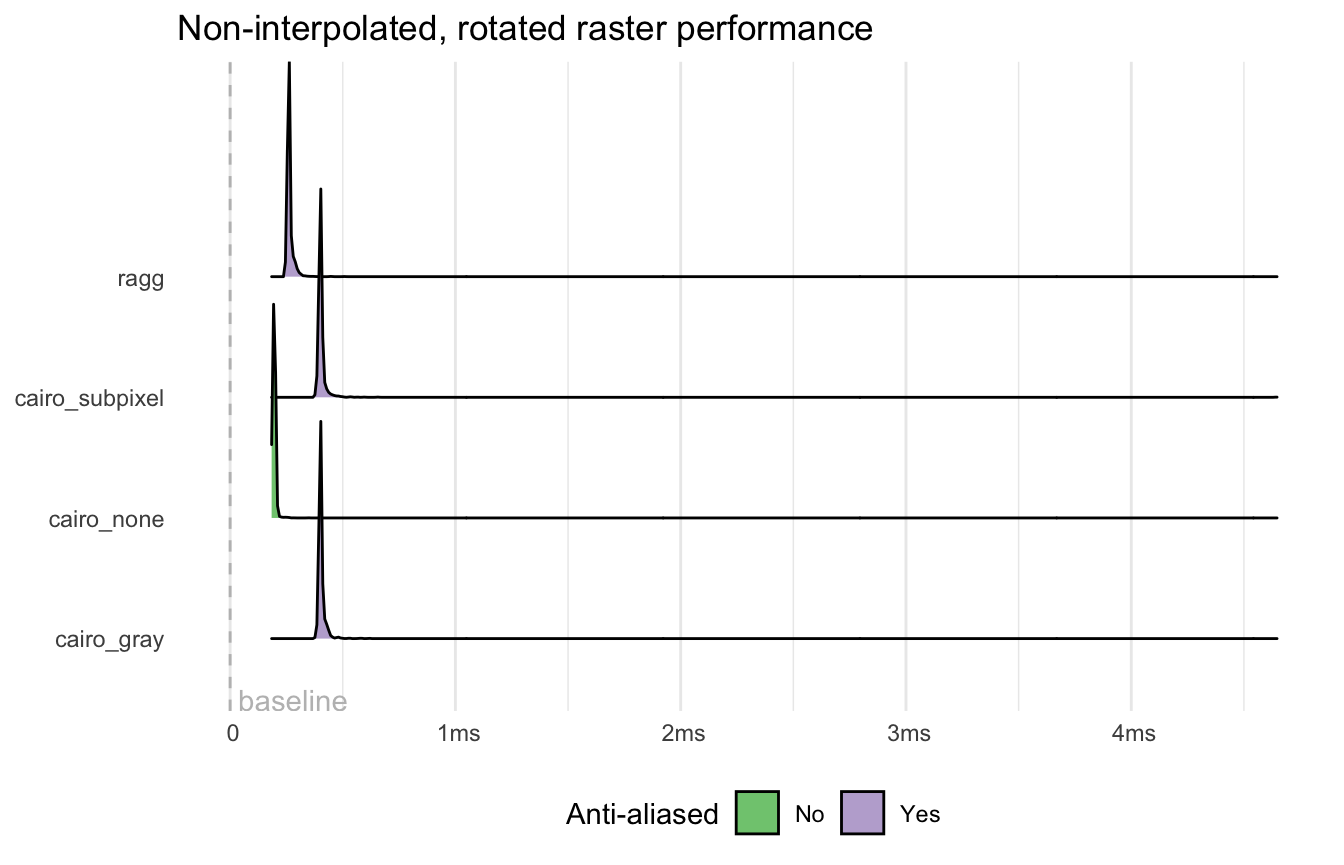 Non-interpolated, rotated raster performance
ragg
cairo_subpixel
cairo_none
cairo_gray
baseline
0 1ms 2ms 3ms 4ms
Anti-aliased No Yes